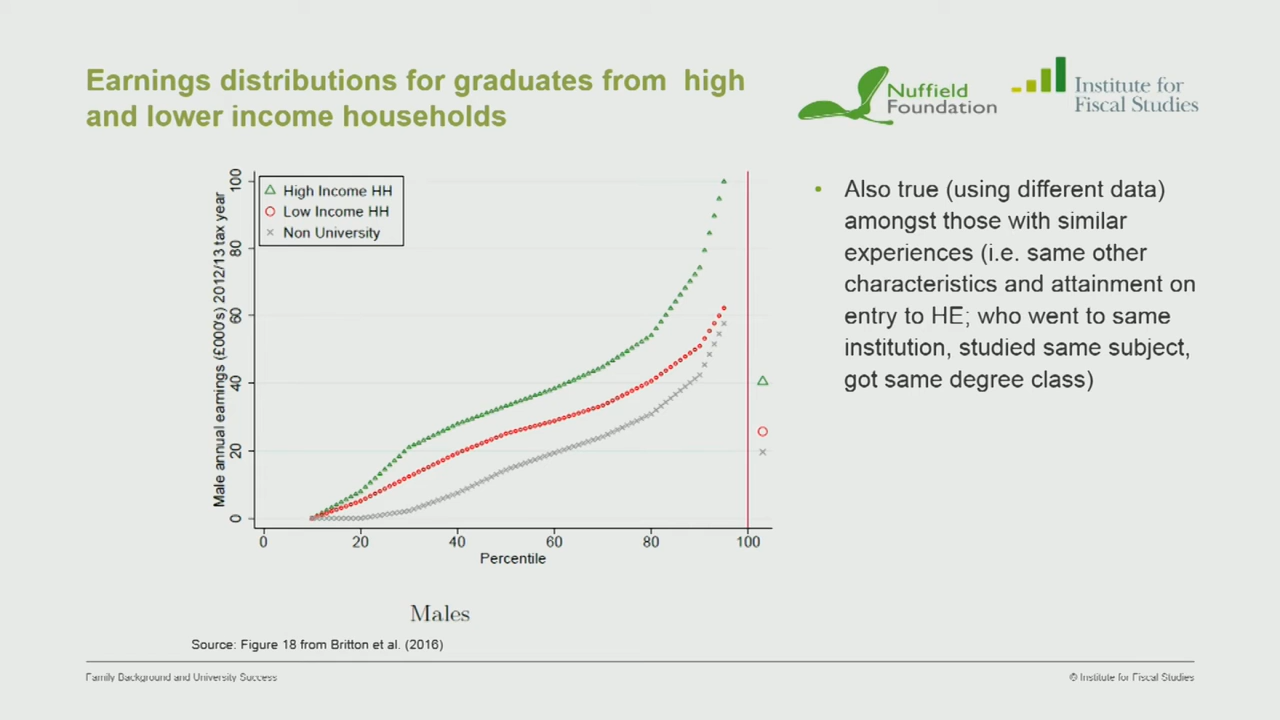 Earnings distributions for graduates from high
and lower income households
Nuffield
Foundation
Institute for
Fiscal Studies
Male annual earnings (£000's) 2012/13 tax year
100
80
60
40
20
0
High Income HH
Low Income HH
Non University
0 20 40 60 80 100
Percentile
Males
Source: Figure 18 from Britton et al. (2016)
• Also true (using different data)
amongst those with similar
experiences (i.e. same other
characteristics and attainment on
entry to HE; who went to same
institution, studied same subject,
got same degree class)
Family Background and University Success
© Institute for Fiscal Studies